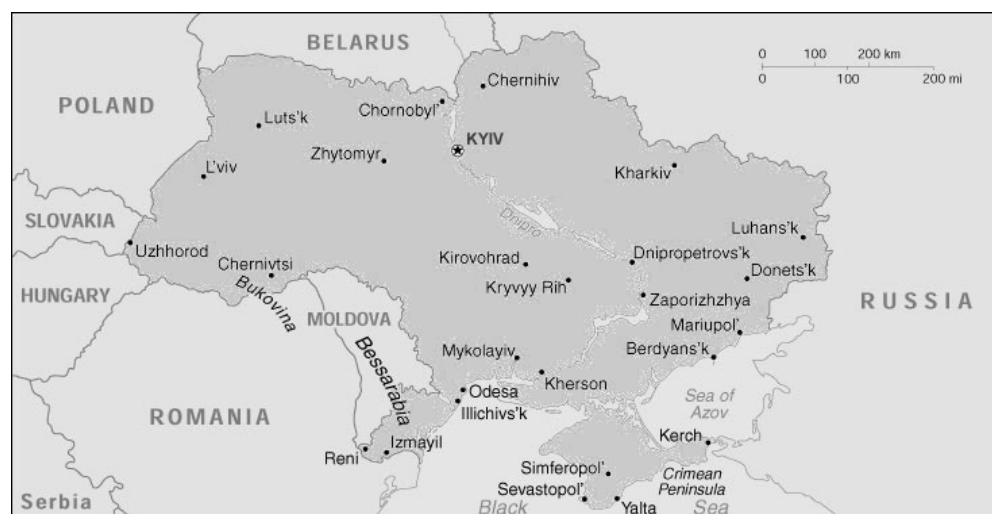 BELARUS
0 100 200 km
0 100 200 mi
Chernihiv
POLAND
Chornobyl'
Luts'k
KYIV
Zhytomyr
L'viv
Kharkiv
SLOVAKIA
Dnipro
Luhans'k
Uzhhorod
Chernivtsi
Kirovohrad
Dnipropetrovs'k
Donets'k
HUNGARY
Bukovina
Kryvyy Rih
Zaporizhzhya
RUSSIA
MOLDOVA
Mariupol'
Bessarabia
Mykolayiv
Berdyans'k
Kherson
Odesa
Illichivs'k
Sea of
Azov
ROMANIA
Kerch
Izmayil
Reni
Simferopol'
Crimean
Peninsula
Sevastopol'
Serbia
Black
Yalta
Sea